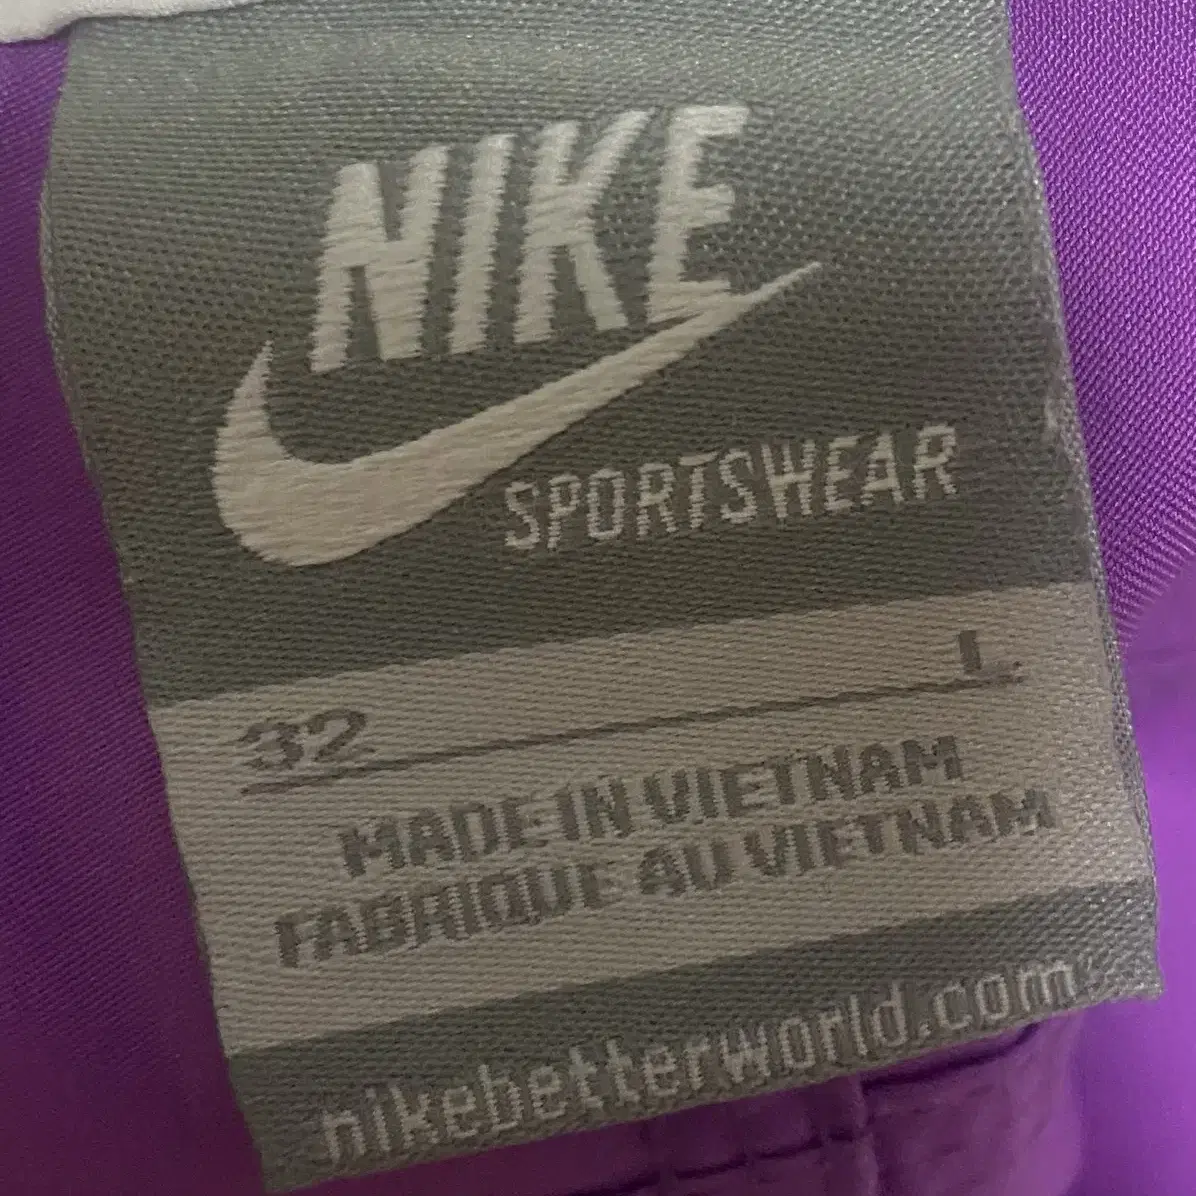 NIKE
SPORTSWEAR
32 L
MADE IN VIETNAM
FABRIQUE AU VIETNAM
nikebetterworld.com